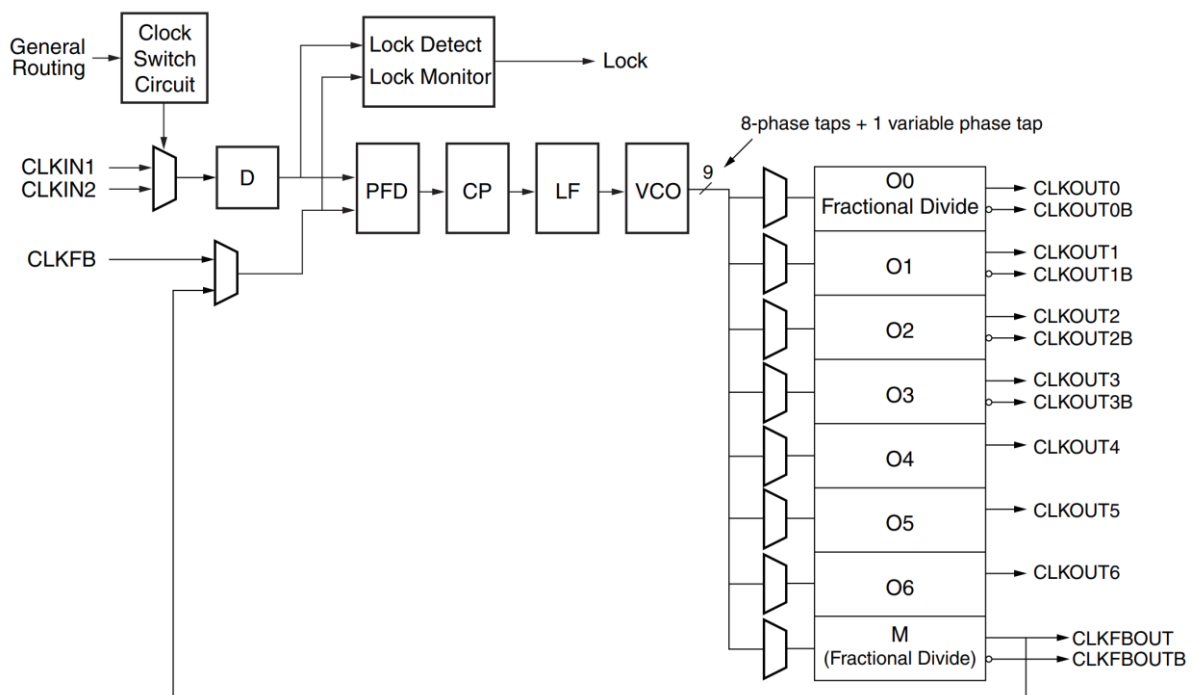 General
Routing
Clock
Switch
Circuit
Lock Detect
Lock Monitor
Lock
CLKIN1
CLKIN2
D
PFD
CP
LF
VCO
9
8-phase taps + 1 variable phase tap
CLKFB
O0
Fractional Divide
CLKOUT0
CLKOUT0B
O1
CLKOUT1
CLKOUT1B
O2
CLKOUT2
CLKOUT2B
O3
CLKOUT3
CLKOUT3B
O4
CLKOUT4
O5
CLKOUT5
O6
CLKOUT6
M
(Fractional Divide)
CLKFBOUT
CLKFBOUTB